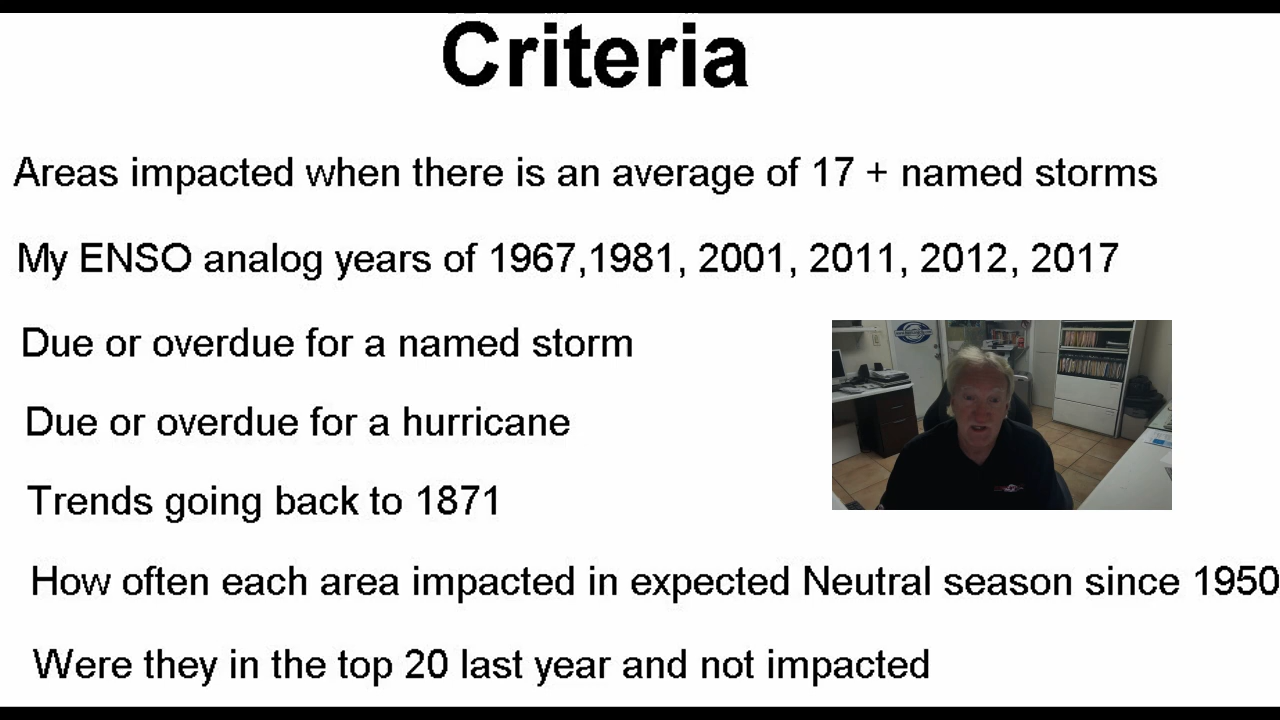 Criteria
Areas impacted when there is an average of 17 + named storms
My ENSO analog years of 1967,1981, 2001, 2011, 2012, 2017
Due or overdue for a named storm
Due or overdue for a hurricane
Trends going back to 1871
How often each area impacted in expected Neutral season since 1950
Were they in the top 20 last year and not impacted